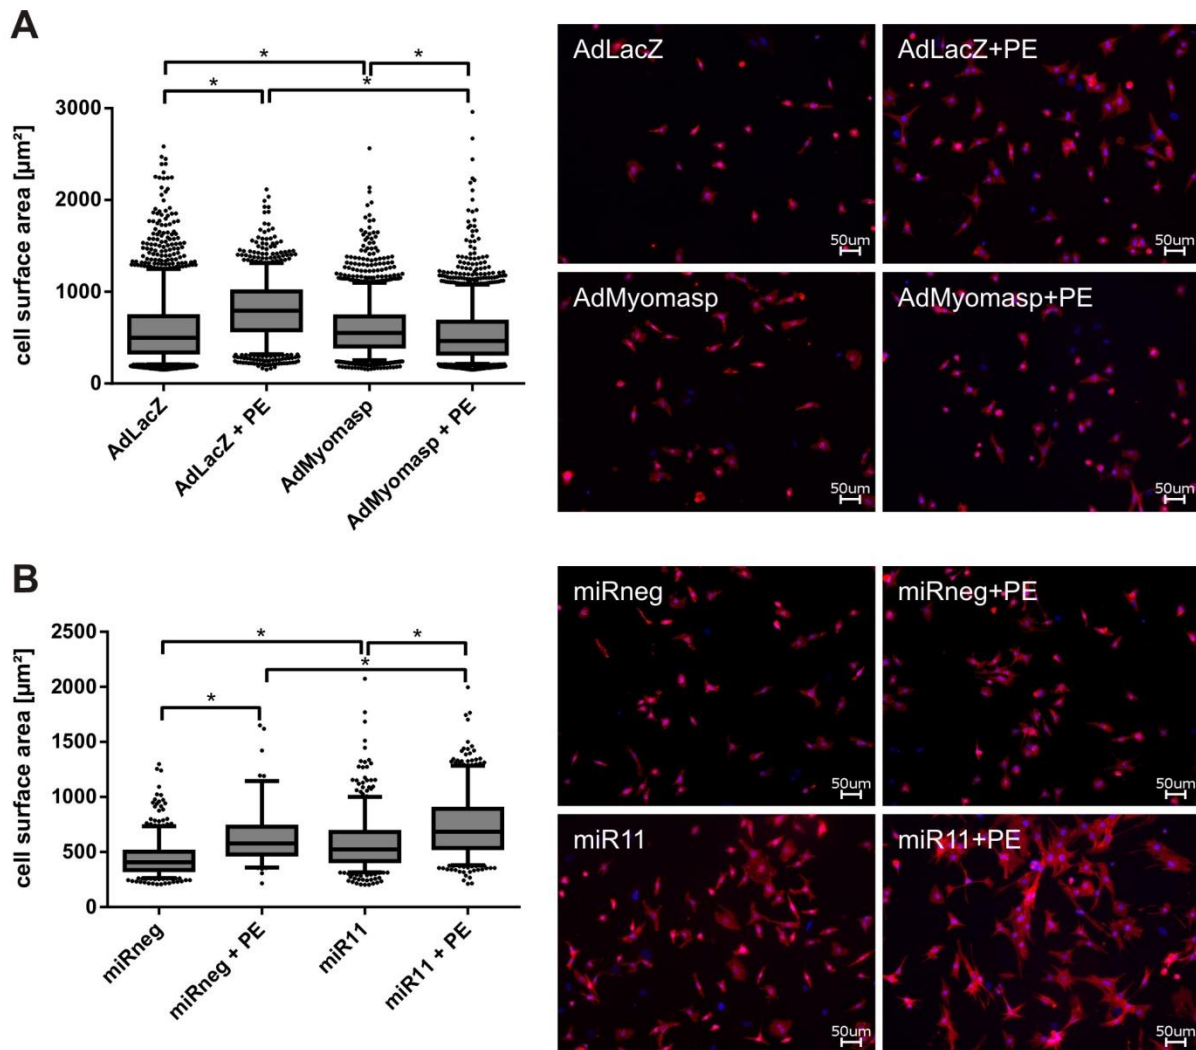 A
*
*
*
*
cell surface area [µm²]
3000
2000
1000
0
AdLacZ
AdLacZ + PE
AdMyomasp
AdMyomasp + PE
AdLacZ
50um
AdLacZ+PE
50um
AdMyomasp
50um
AdMyomasp+PE
50um
B
*
*
*
*
cell surface area [µm²]
2500
2000
1500
1000
500
0
miRneg
miRneg + PE
miR11
miR11 + PE
miRneg
50um
miRneg+PE
50um
miR11
50um
miR11+PE
50um